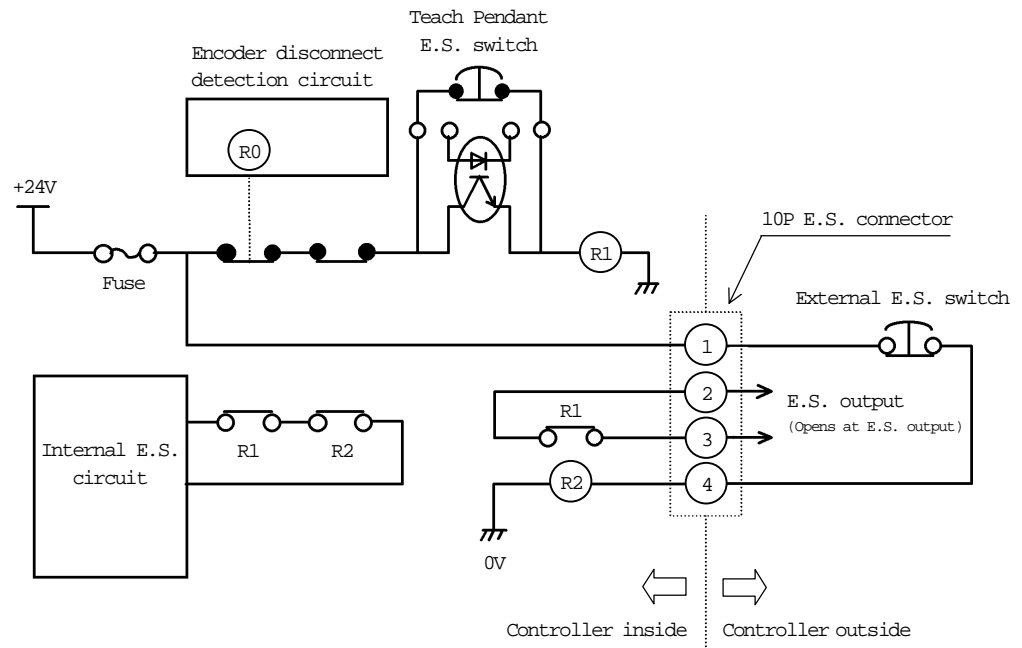 Teach Pendant
E.S. switch
Encoder disconnect
detection circuit
R0
+24V
Fuse
R1
10P E.S. connector
External E.S. switch
1
2
E.S. output
(Opens at E.S. output)
R1
3
Internal E.S.
circuit
R1
R2
R2
4
0V
Controller inside
Controller outside